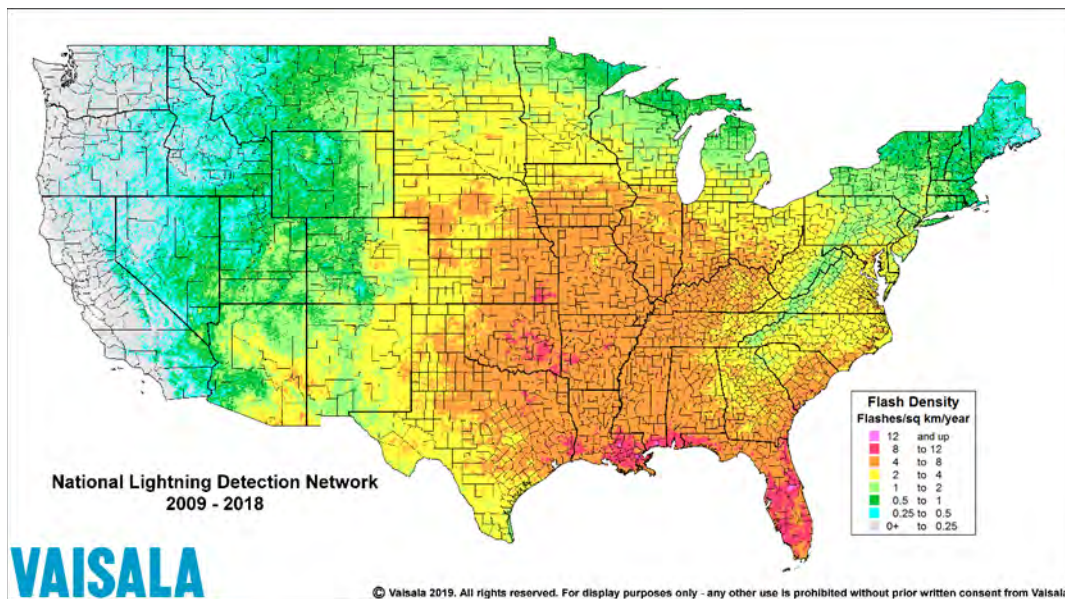 National Lightning Detection Network
2009 - 2018
VAISALA
Flash Density
Flashes/sq km/year
12 and up
8 to 12
4 to 8
2 to 4
1 to 2
0.5 to 1
0.25 to 0.5
0+ to 0.25
© Vaisala 2019. All rights reserved. For display purposes only - any other use is prohibited without prior written consent from Vaisala